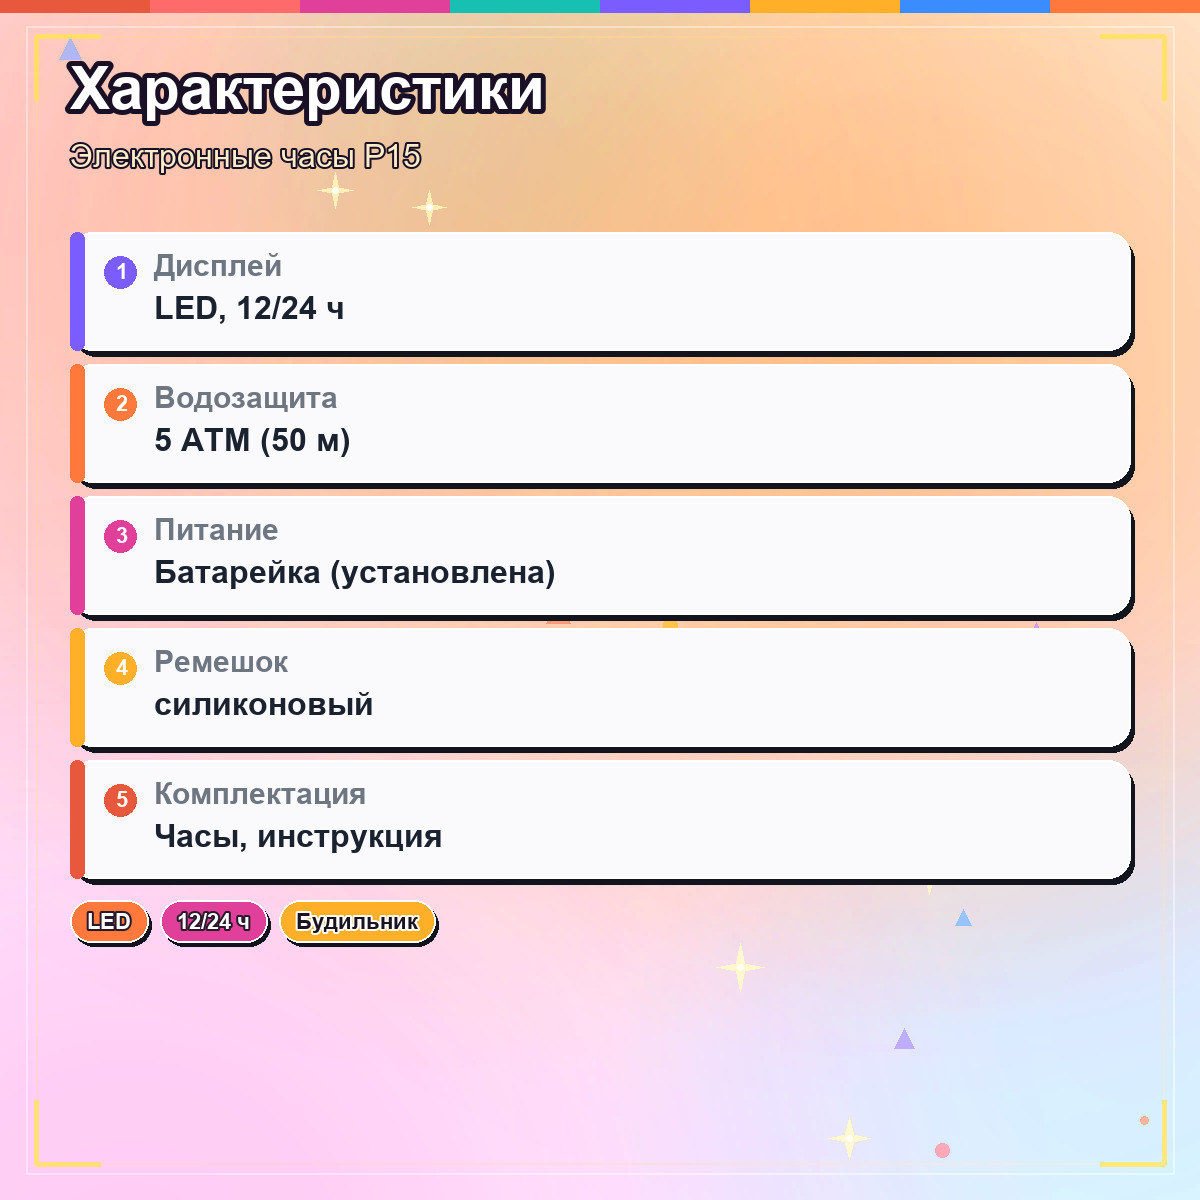 Характеристики
Электронные часы P15
1 Дисплей
LED, 12/24 ч
2 Водозащита
5 ATM (50 м)
3 Питание
Батарейка (установлена)
4 Ремешок
силиконовый
5 Комплектация
Часы, инструкция
LED 12/24 ч Будильник